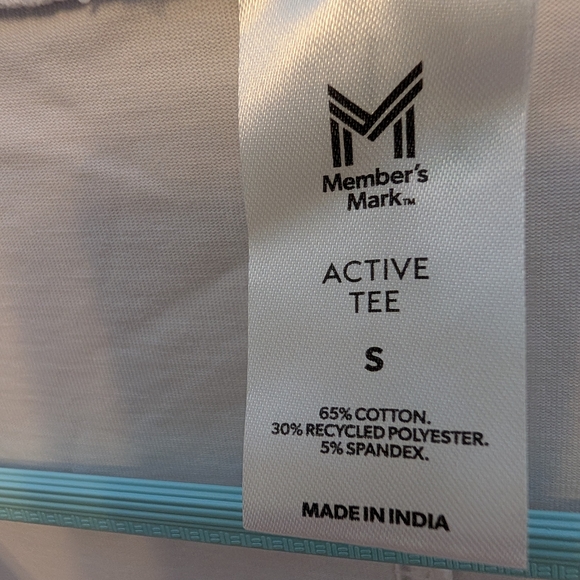 Member's
Mark™
ACTIVE
TEE
S
65% COTTON.
30% RECYCLED POLYESTER.
5% SPANDEX.
MADE IN INDIA